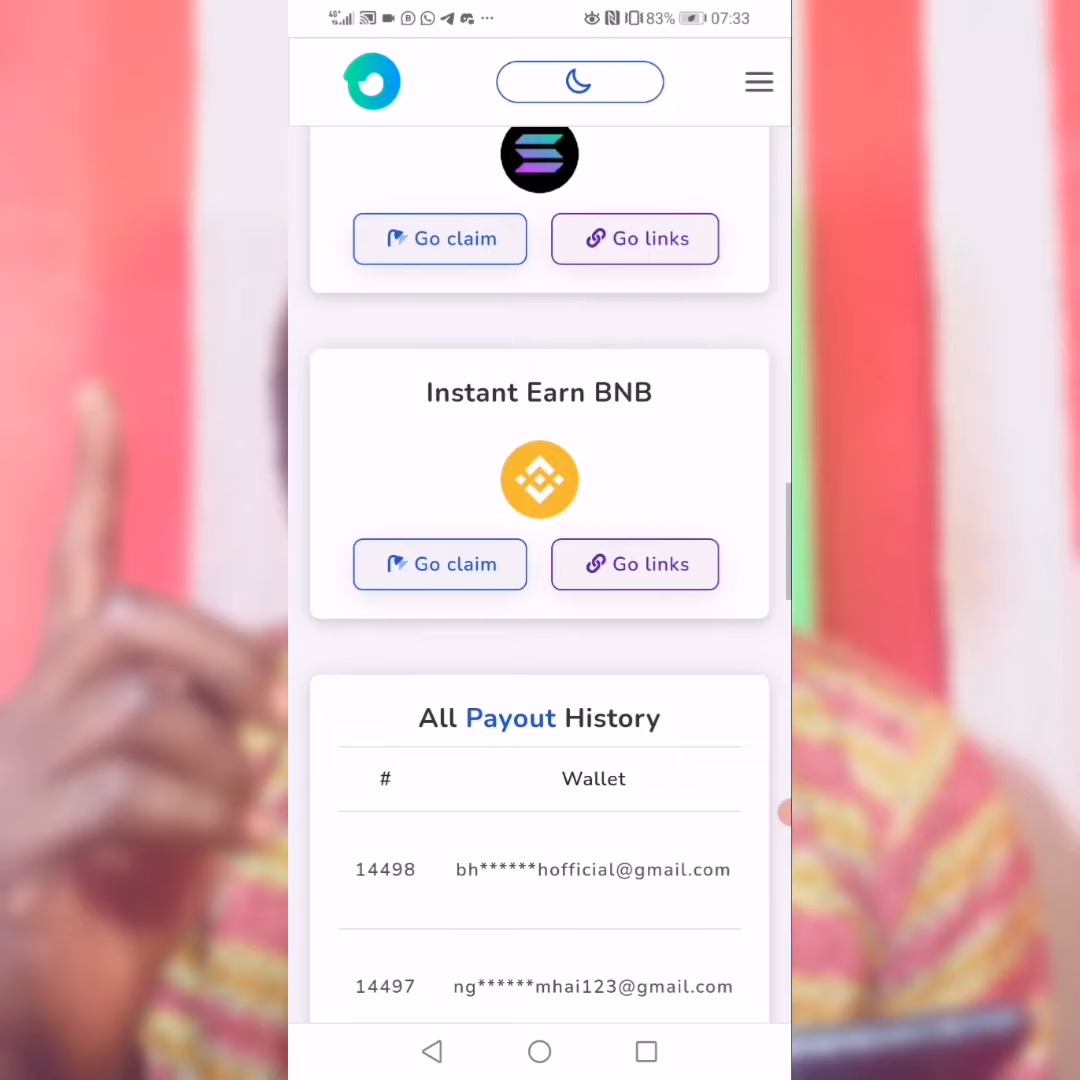 4G 83% 07:33
Go claim Go links
Instant Earn BNB
Go claim Go links
All Payout History
# Wallet
14498 bh******hofficial@gmail.com
14497 ng******mhai123@gmail.com